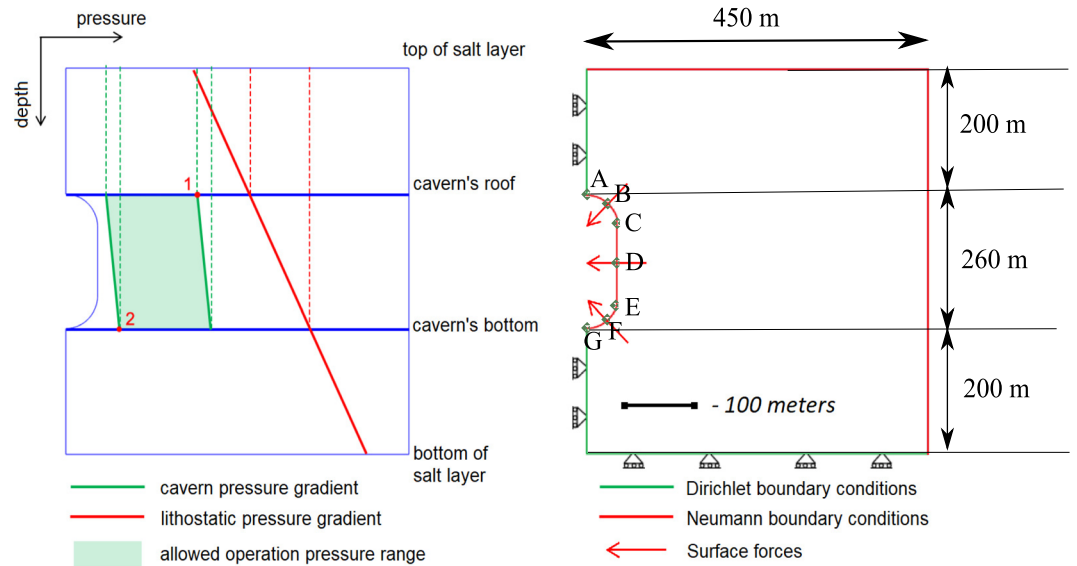 pressure
depth
top of salt layer
1
cavern's roof
2
cavern's bottom
bottom of
salt layer
cavern pressure gradient
lithostatic pressure gradient
allowed operation pressure range
450 m
200 m
A
B
C
D
260 m
E
F
G
200 m
- 100 meters
Dirichlet boundary conditions
Neumann boundary conditions
Surface forces